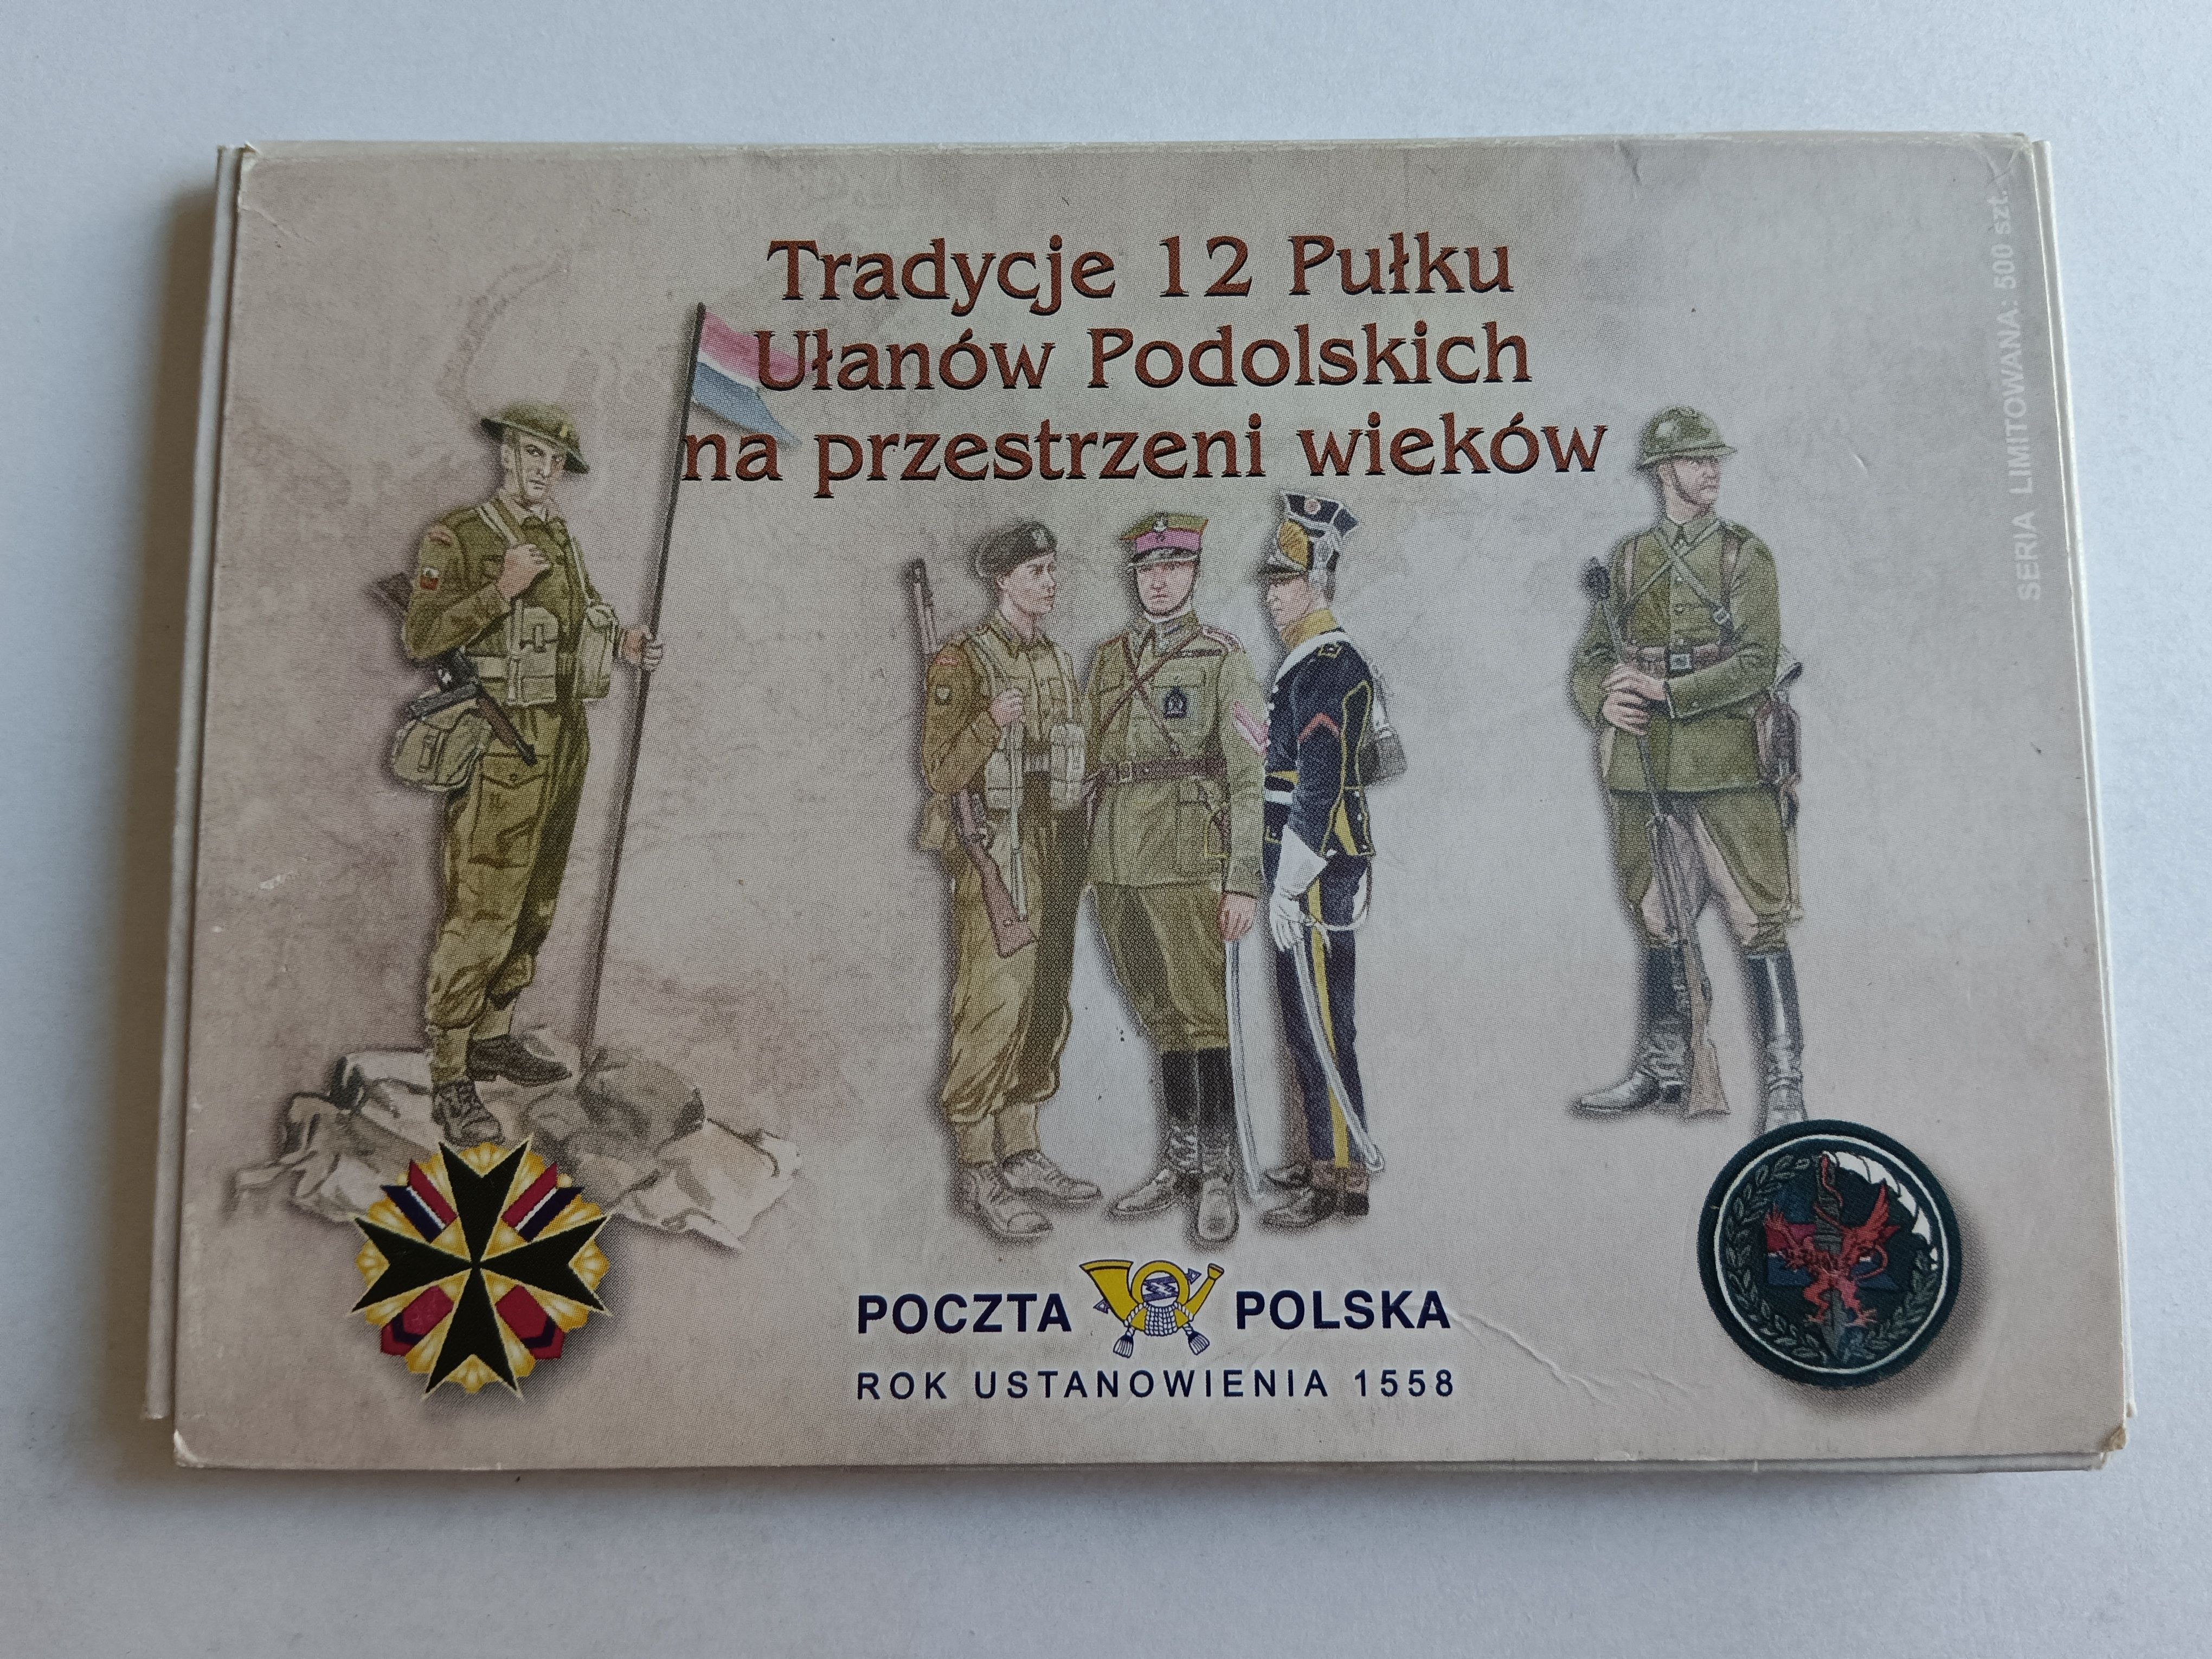 Tradycje 12 Pułku
Ułanów Podolskich
na przestrzeni wieków
SERIA LIMITOWANA: 500 szt.
POCZTA POLSKA
ROK USTANOWIENIA 1558